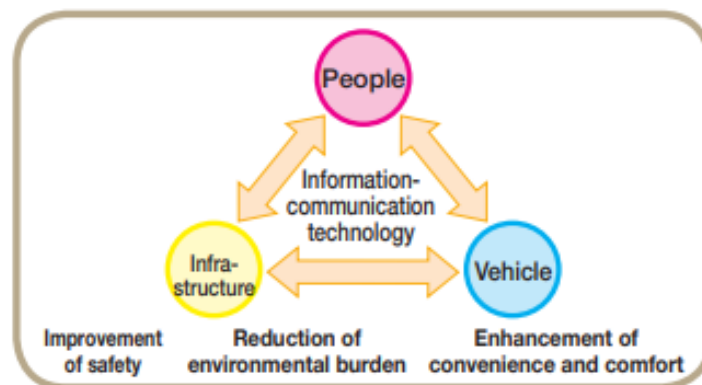 People
Information-
communication
technology
Infra-
structure
Vehicle
Improvement
of safety
Reduction of
environmental burden
Enhancement of
convenience and comfort